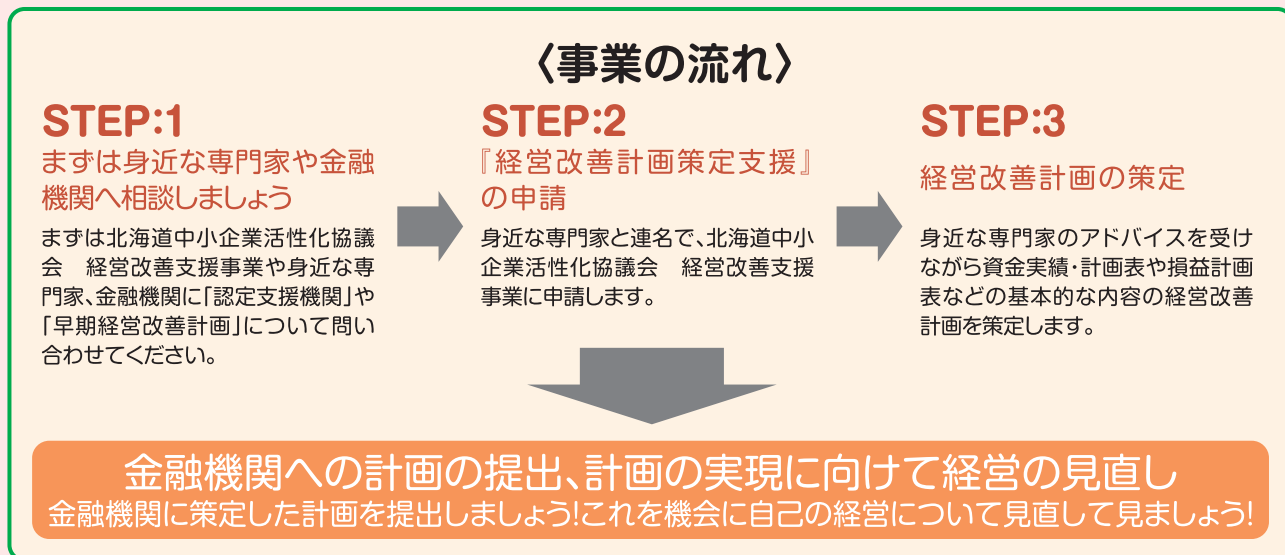 〈事業の流れ〉
STEP:1
まずは身近な専門家や金融
機関へ相談しましょう
まずは北海道中小企業活性化協議
会　経営改善支援事業や身近な専
門家、金融機関に「認定支援機関」や
「早期経営改善計画」について問い
合わせてください。
STEP:2
『経営改善計画策定支援』
の申請
身近な専門家と連名で、北海道中小
企業活性化協議会　経営改善支援
事業に申請します。
STEP:3
経営改善計画の策定
身近な専門家のアドバイスを受け
ながら資金実績・計画表や損益計画
表などの基本的な内容の経営改善
計画を策定します。
金融機関への計画の提出、計画の実現に向けて経営の見直し
金融機関に策定した計画を提出しましょう!これを機会に自己の経営について見直して見ましょう!